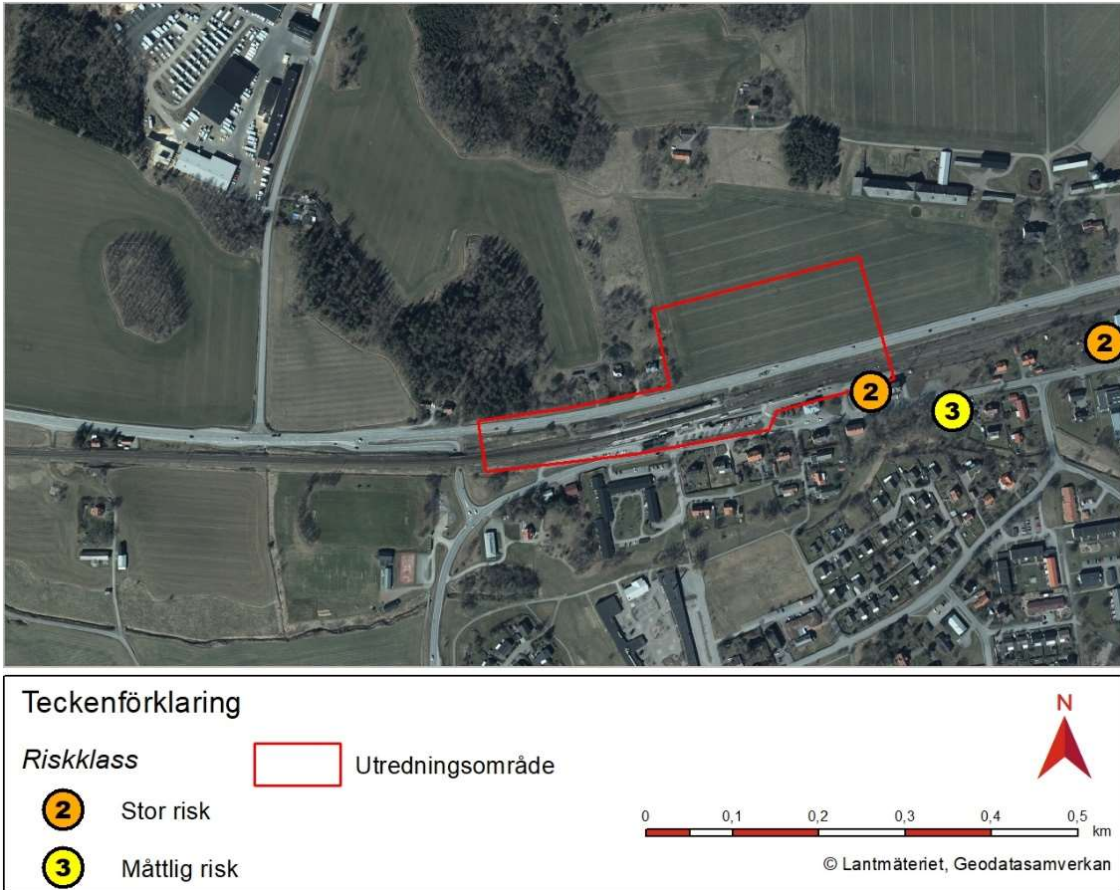 2
2
3
Teckenförklaring
N
Riskklass
Utredningsområde
2 Stor risk
0 0,1 0,2 0,3 0,4 0,5
km
3 Måttlig risk
© Lantmäteriet, Geodatasamverkan